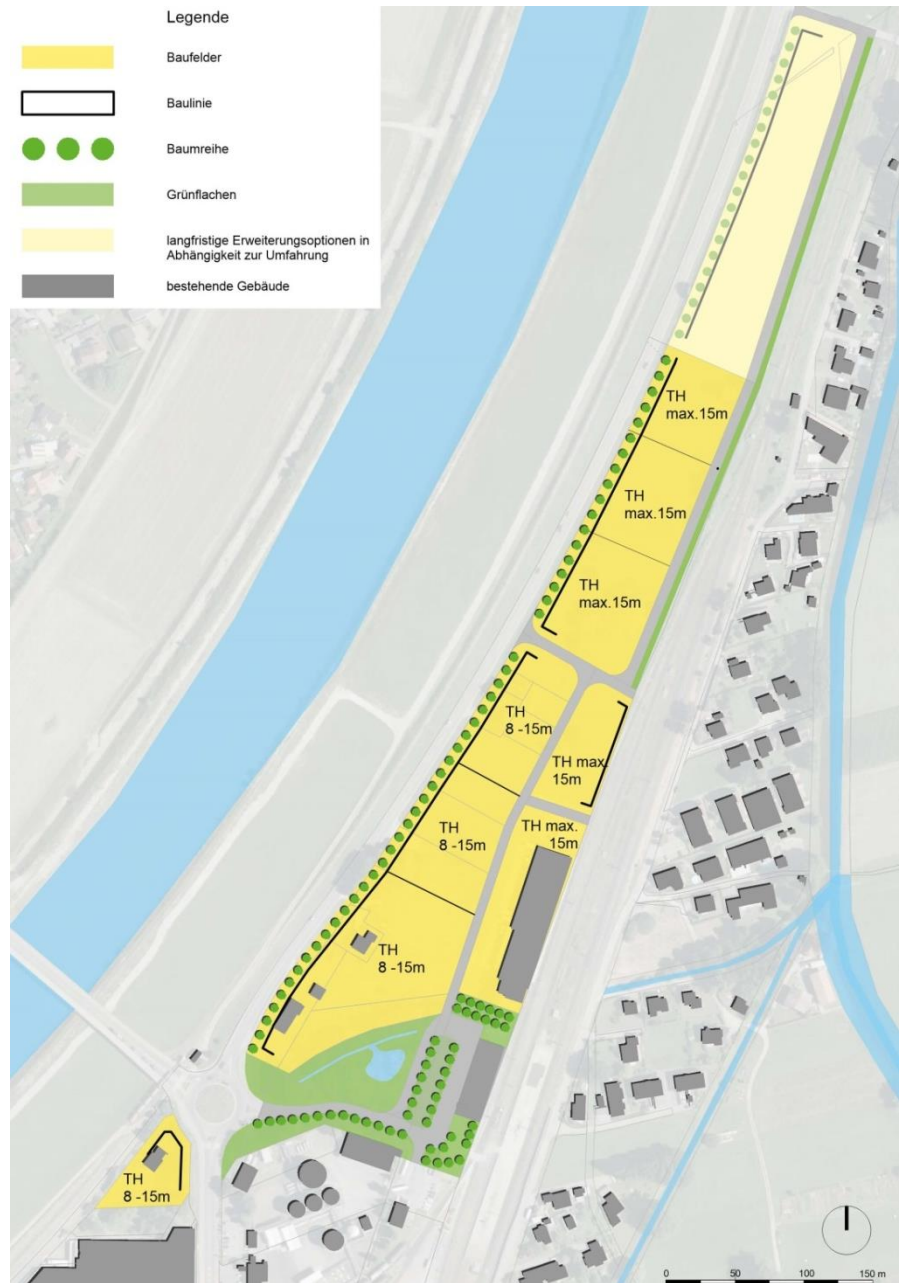 Legende
Baufelder
Baulinie
Baumreihe
Grünflachen
langfristige Erweiterungsoptionen in
Abhängigkeit zur Umfahrung
bestehende Gebäude
TH
max.15m
TH
max.15m
TH
max.15m
TH
8 -15m
TH max.
15m
TH
8 -15m
TH max.
15m
TH
8 -15m
TH
8 -15m
0 50 100 150 m